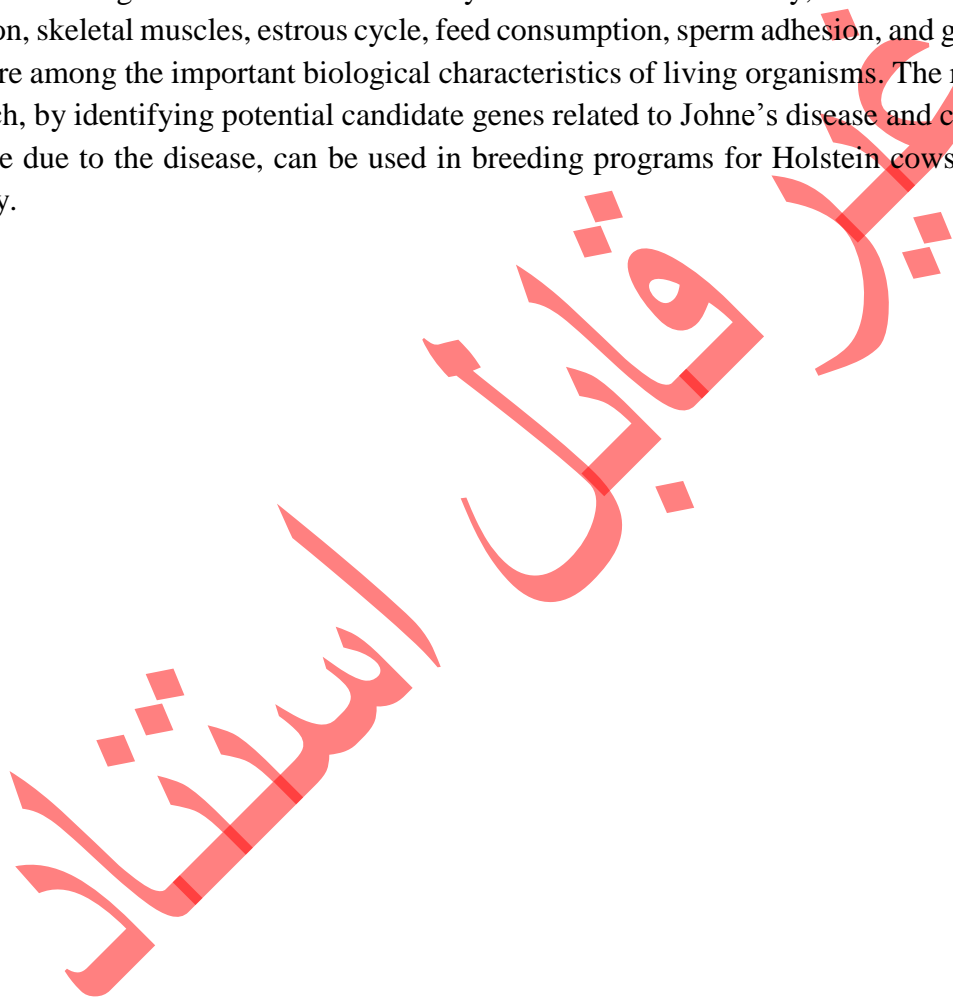 on, skeletal muscles, estrous cycle, feed consumption, sperm adhesion, and g
re among the important biological characteristics of living organisms. The
ch, by identifying potential candidate genes related to Johne’s disease and c
e due to the disease, can be used in breeding programs for Holstein cows
y.
غیر قابل استناد